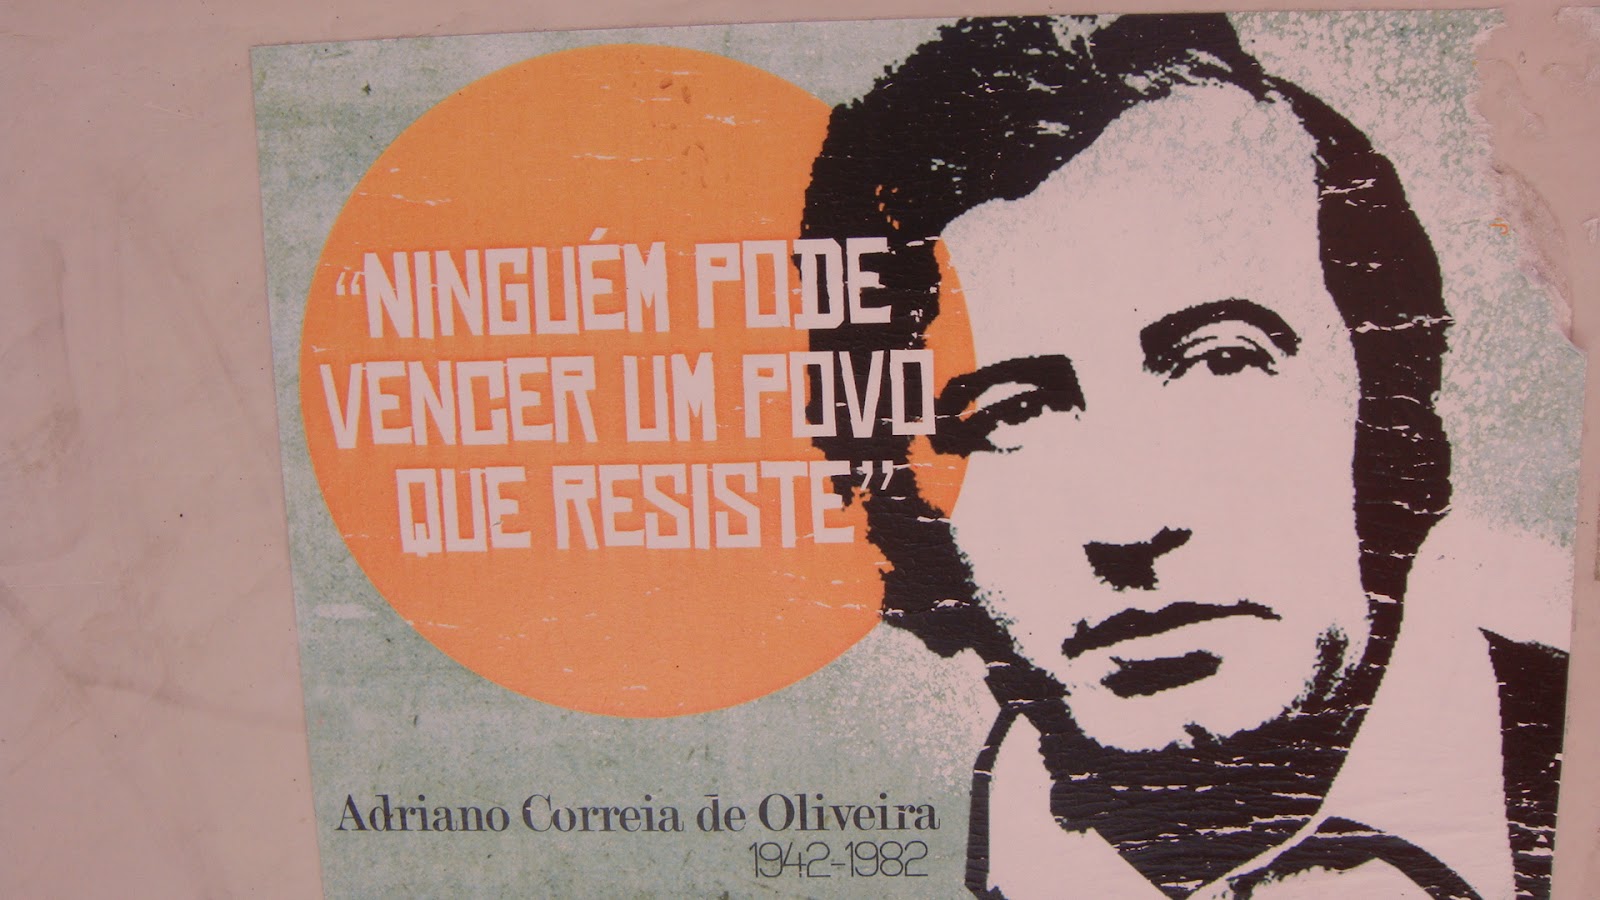 “NINGUÉM PODE
VENCER UM POVO
QUE RESISTE”
Adriano Correia de Oliveira
1942-1982